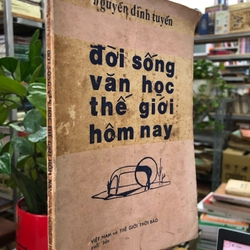 nguyễn đình tuyến
đời sống
văn học
thế giới
hôm nay
VIỆT NAM và THẾ GIỚI THỜI BÁO